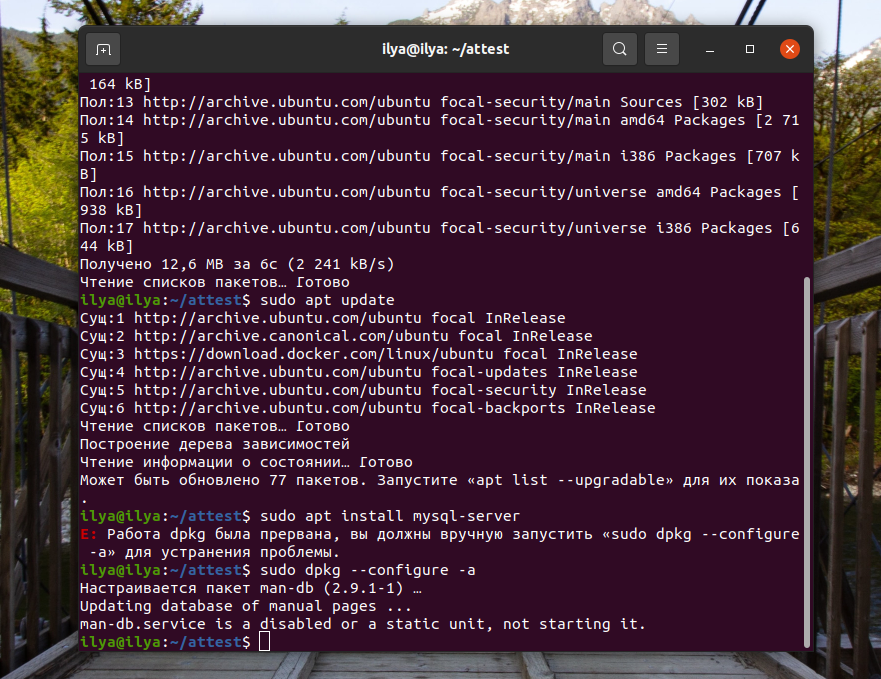 ilya@ilya: ~/attest
 164 kB]
Пол:13 http://archive.ubuntu.com/ubuntu focal-security/main Sources [302 kB]
Пол:14 http://archive.ubuntu.com/ubuntu focal-security/main amd64 Packages [2 71
5 kB]
Пол:15 http://archive.ubuntu.com/ubuntu focal-security/main i386 Packages [707 k
B]
Пол:16 http://archive.ubuntu.com/ubuntu focal-security/universe amd64 Packages [
938 kB]
Пол:17 http://archive.ubuntu.com/ubuntu focal-security/universe i386 Packages [6
44 kB]
Получено 12,6 MB за 6с (2 241 kB/s)
Чтение списков пакетов… Готово
ilya@ilya:~/attest$ sudo apt update
Сущ:1 http://archive.ubuntu.com/ubuntu focal InRelease
Сущ:2 http://archive.canonical.com/ubuntu focal InRelease
Сущ:3 https://download.docker.com/linux/ubuntu focal InRelease
Сущ:4 http://archive.ubuntu.com/ubuntu focal-updates InRelease
Сущ:5 http://archive.ubuntu.com/ubuntu focal-security InRelease
Сущ:6 http://archive.ubuntu.com/ubuntu focal-backports InRelease
Чтение списков пакетов… Готово
Построение дерева зависимостей
Чтение информации о состоянии… Готово
Может быть обновлено 77 пакетов. Запустите «apt list --upgradable» для их показа
.
ilya@ilya:~/attest$ sudo apt install mysql-server
E: Работа dpkg была прервана, вы должны вручную запустить «sudo dpkg --configure
 -a» для устранения проблемы.
ilya@ilya:~/attest$ sudo dpkg --configure -a
Настраивается пакет man-db (2.9.1-1) …
Updating database of manual pages ...
man-db.service is a disabled or a static unit, not starting it.
ilya@ilya:~/attest$